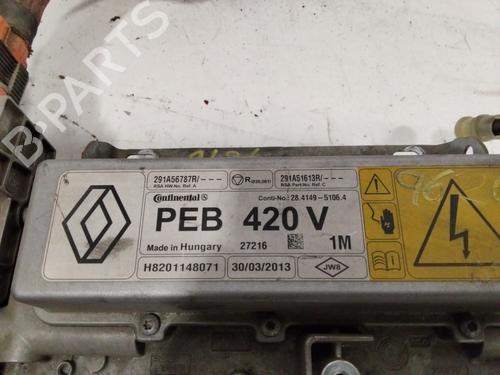 B-PARTS
291A56787R/- - -
RSA HW-No. Ref. A
291A51613R/- - -
RSA Part-No. Ref. C
Continental
Conti-No.: 28.4149-5106.4
PEB 420 V
Made in Hungary
27216
1M
H8201148071
30/03/2013
JW8